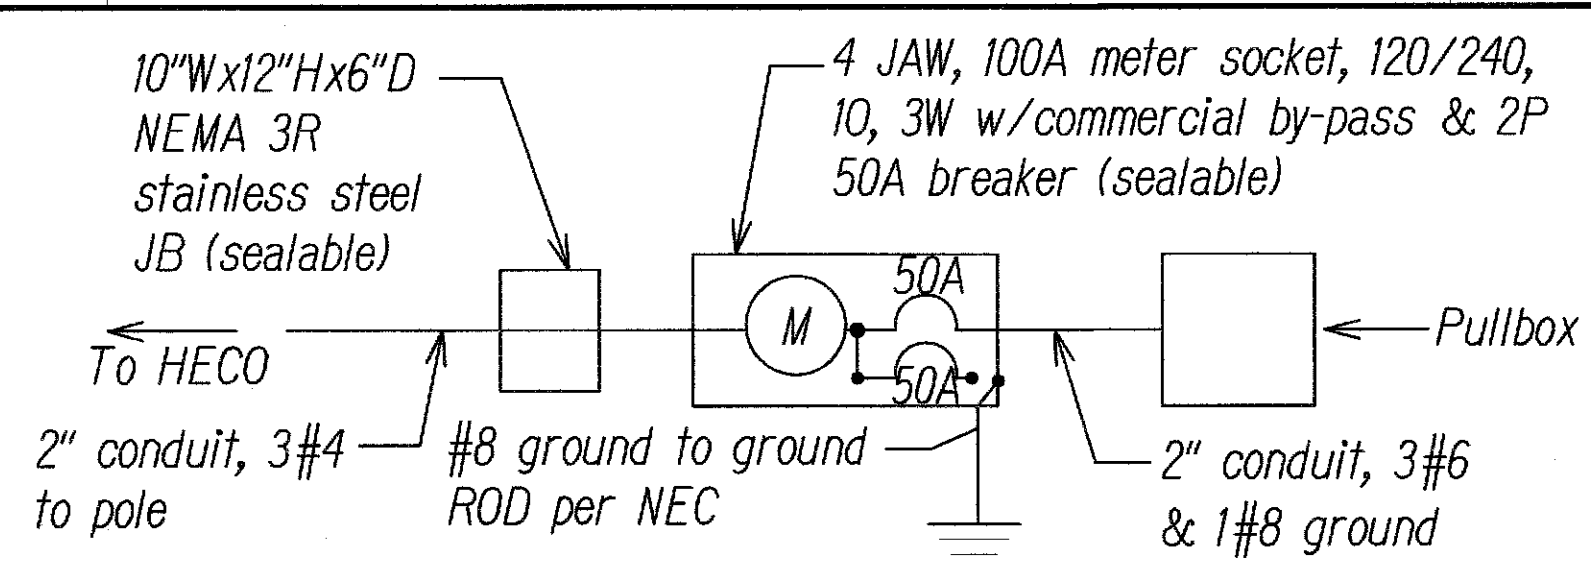 10"Wx12"Hx6"D
NEMA 3R
stainless steel
JB (sealable)
4 JAW, 100A meter socket, 120/240,
1O, 3W w/commercial by-pass & 2P
50A breaker (sealable)
50A
M
50A
Pullbox
To HECO
2" conduit, 3#4
to pole
#8 ground to ground
ROD per NEC
2" conduit, 3#6
& 1#8 ground